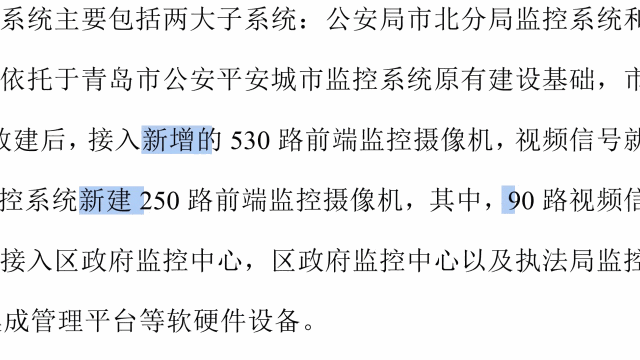 系统主要包括两大子系统：公安局市北分局监控系统和
依托于青岛市公安平安城市监控系统原有建设基础，市
改建后，接入新增的 530 路前端监控摄像机，视频信号就
控系统新建 250 路前端监控摄像机，其中，90 路视频信
接入区政府监控中心，区政府监控中心以及执法局监控
成管理平台等软硬件设备。